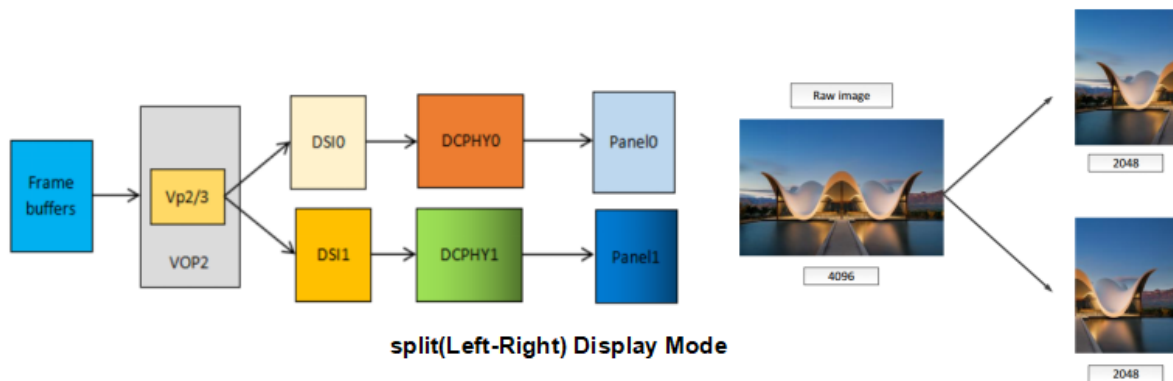 Frame
buffers
Vp2/3
VOP2
DSI0
DCPHY0
Panel0
DSI1
DCPHY1
Panel1
split(Left-Right) Display Mode
Raw image
4096
2048
2048